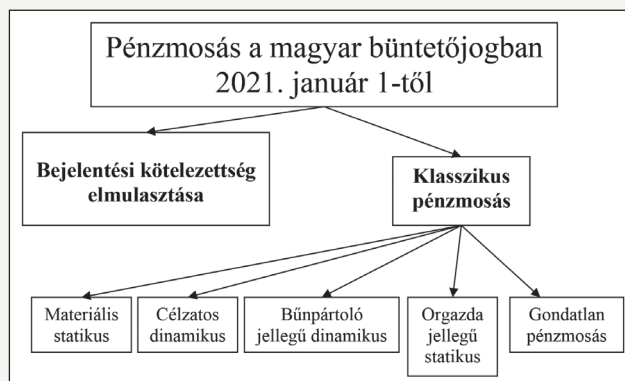 Pénzmosás a magyar büntetőjogban
2021. január 1-től
Bejelentési kötelezettség
elmulasztása
Klasszikus
pénzmosás
Materiális
statikus
Célzatos
dinamikus
Bűnpártoló
jellegű dinamikus
Orgazda
jellegű
statikus
Gondatlan
pénzmosás